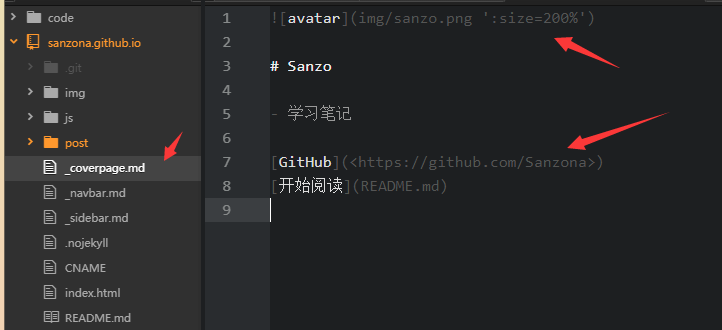 code
sanzona.github.io
.git
img
js
post
_coverpage.md
_navbar.md
_sidebar.md
.nojekyll
CNAME
index.html
README.md
1 ![avatar](img/sanzo.png ':size=200%')
2
3 # Sanzo
4
5 - 学习笔记
6
7 [GitHub](<https://github.com/Sanzona>)
8 [开始阅读](README.md)
9